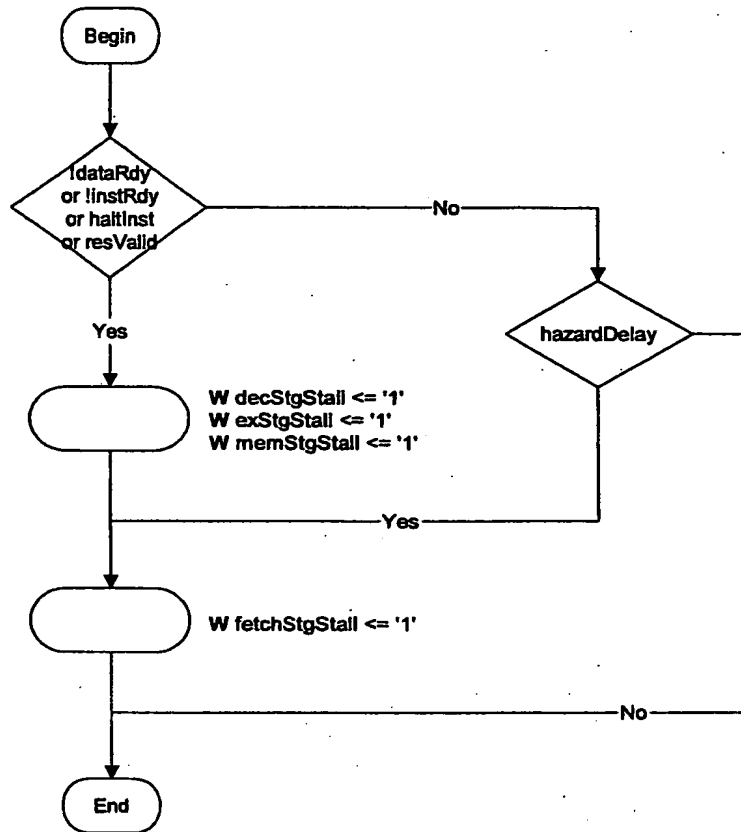 Begin
!dataRdy
or !instRdy
or haltInst
or resValid
No
hazardDelay
Yes
W decStgStall <= '1'
W exStgStall <= '1'
W memStgStall <= '1'
Yes
W fetchStgStall <= '1'
No
End